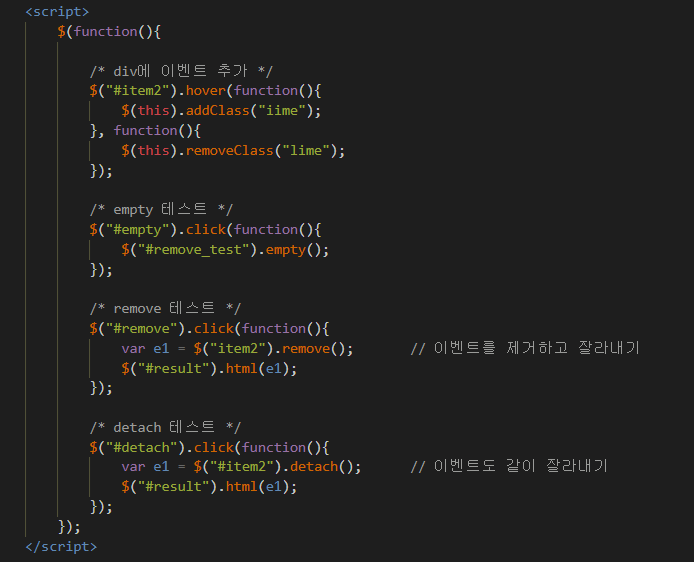 <script>
$(function(){
/* div에 이벤트 추가 */
$("#item2").hover(function(){
$(this).addClass("iime");
}, function(){
$(this).removeClass("lime");
});
/* empty 테스트 */
$("#empty").click(function(){
$("#remove_test").empty();
});
/* remove 테스트 */
$("#remove").click(function(){
var e1 = $("item2").remove(); // 이벤트를 제거하고 잘라내기
$("#result").html(e1);
});
/* detach 테스트 */
$("#detach").click(function(){
var e1 = $("#item2").detach(); // 이벤트도 같이 잘라내기
$("#result").html(e1);
});
});
</script>